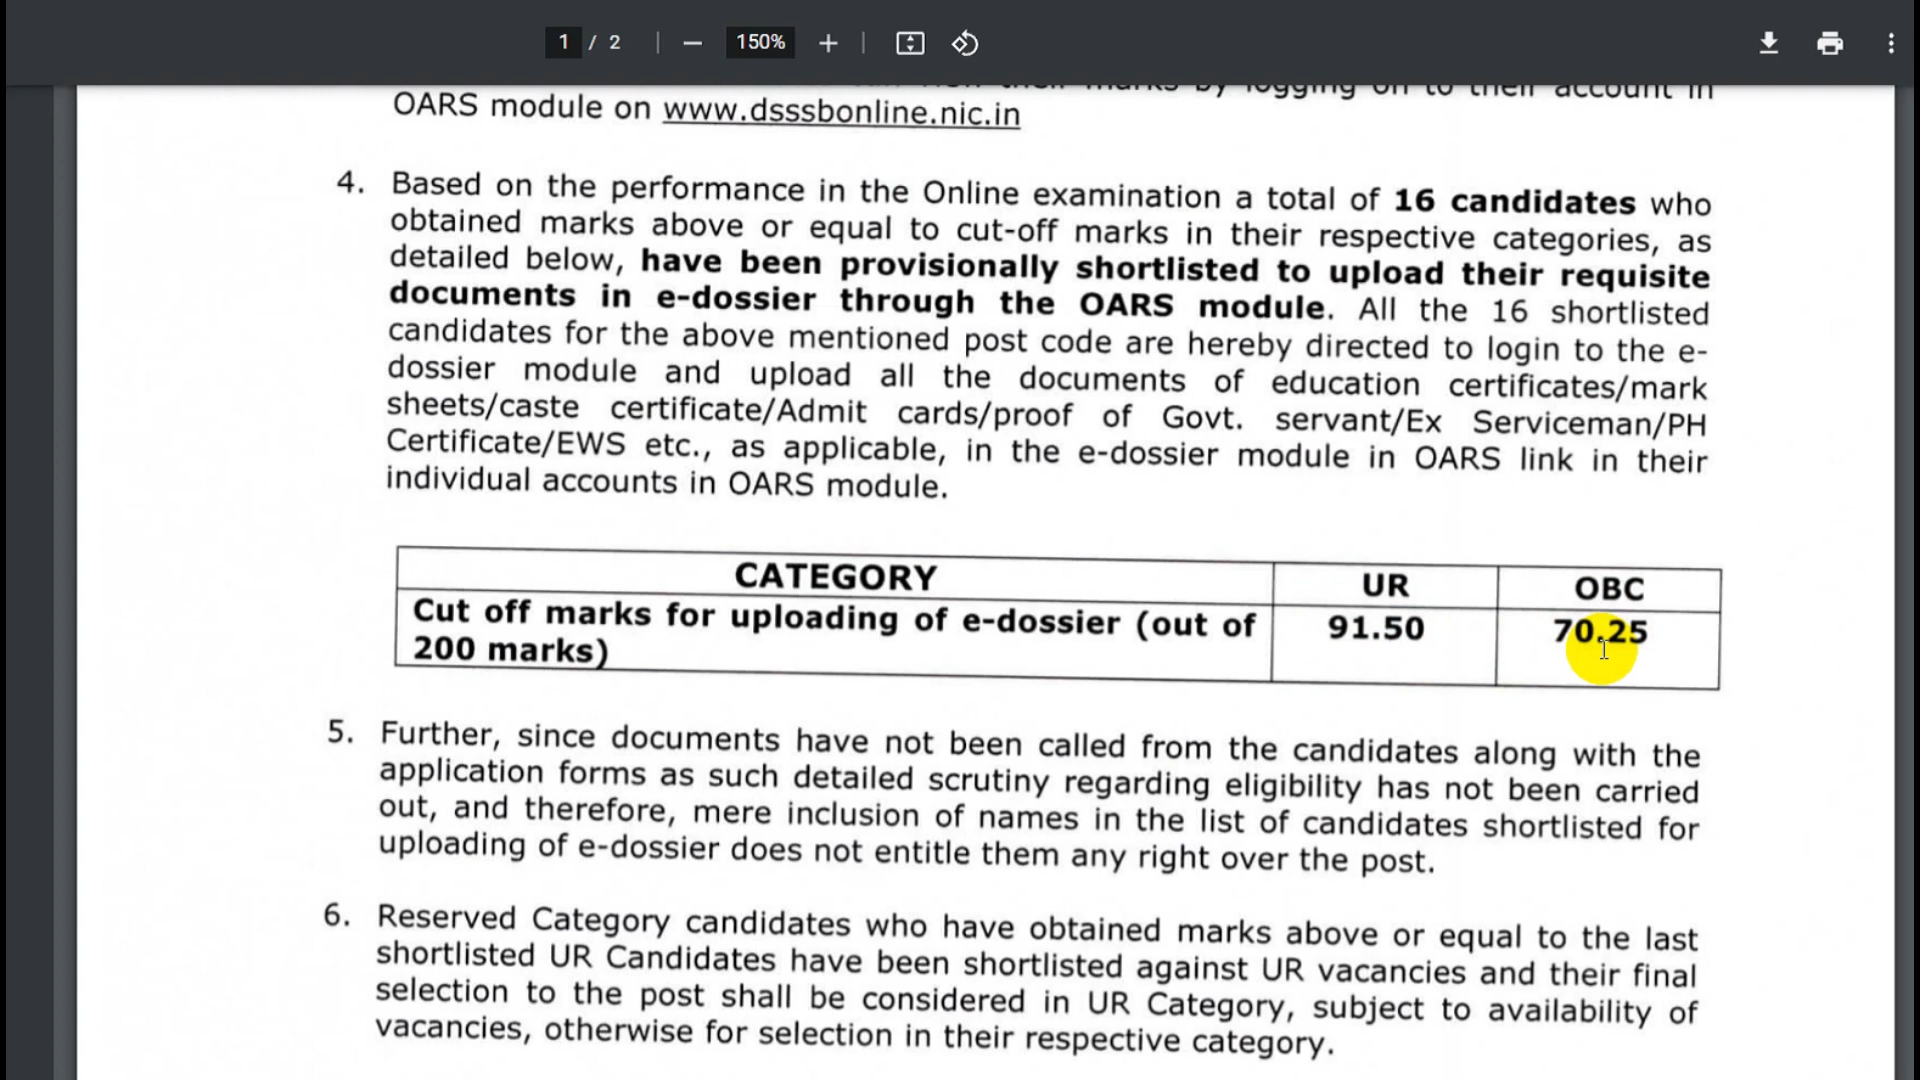 1 / 2 150%
their marks by logging on to their account in
OARS module on www.dsssbonline.nic.in
4. Based on the performance in the Online examination a total of 16 candidates who
obtained marks above or equal to cut-off marks in their respective categories, as
detailed below, have been provisionally shortlisted to upload their requisite
documents in e-dossier through the OARS module. All the 16 shortlisted
candidates for the above mentioned post code are hereby directed to login to the e-
dossier module and upload all the documents of education certificates/mark
sheets/caste certificate/Admit cards/proof of Govt. servant/Ex Serviceman/PH
Certificate/EWS etc., as applicable, in the e-dossier module in OARS link in their
individual accounts in OARS module.
CATEGORY UR OBC
Cut off marks for uploading of e-dossier (out of 91.50 70.25
200 marks)
5. Further, since documents have not been called from the candidates along with the
application forms as such detailed scrutiny regarding eligibility has not been carried
out, and therefore, mere inclusion of names in the list of candidates shortlisted for
uploading of e-dossier does not entitle them any right over the post.
6. Reserved Category candidates who have obtained marks above or equal to the last
shortlisted UR Candidates have been shortlisted against UR vacancies and their final
selection to the post shall be considered in UR Category, subject to availability of
vacancies, otherwise for selection in their respective category.